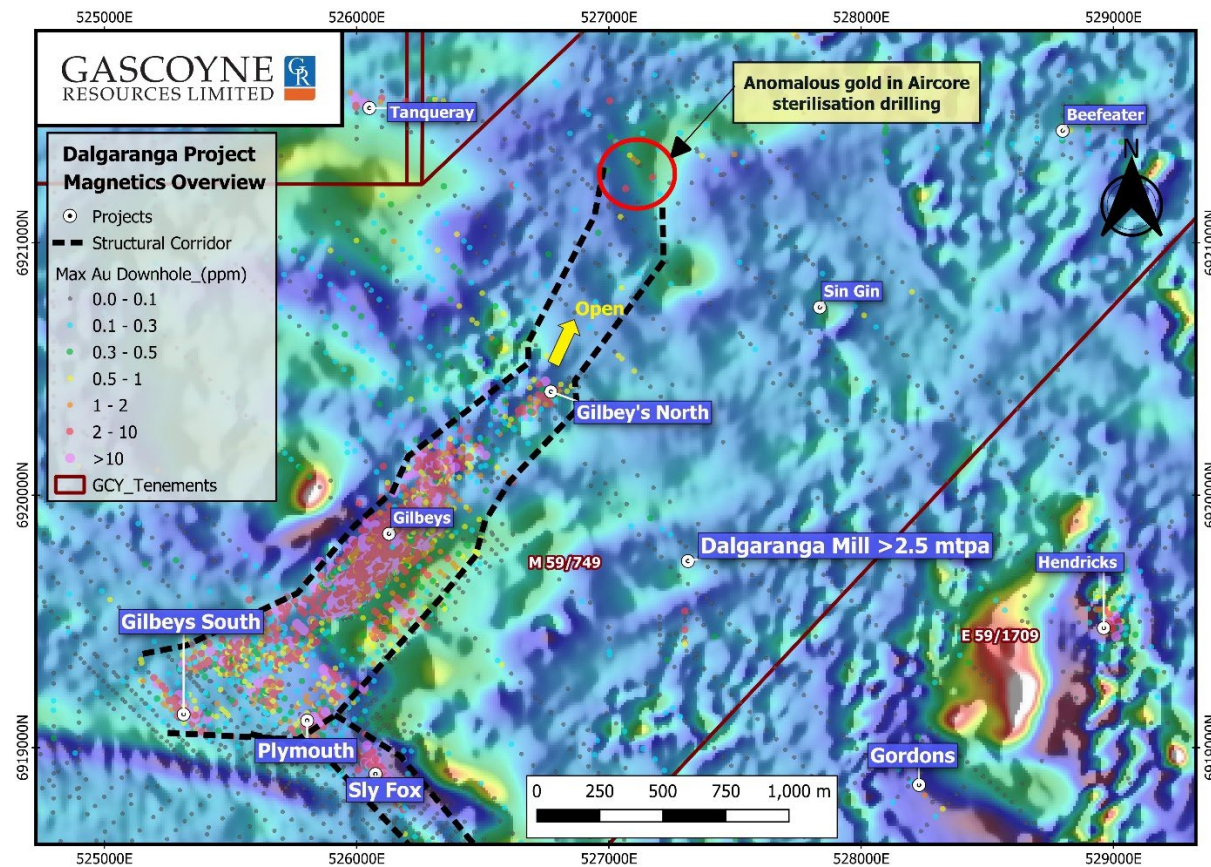 525000E
526000E
527000E
528000E
529000E
GASCOYNE
RESOURCES LIMITED
GR
Anomalous gold in Aircore
sterilisation drilling
Tanqueray
Beefeater
N
Dalgaranga Project
Magnetics Overview
Projects
Structural Corridor
Max Au Downhole_(ppm)
0.0 - 0.1
0.1 - 0.3
0.3 - 0.5
0.5 - 1
1 - 2
2 - 10
>10
GCY_Tenements
6921000N
6921000N
Sin Gin
Open
Gilbey's North
6920000N
6920000N
Gilbeys
Dalgaranga Mill >2.5 mtpa
M 59/749
Hendricks
Gilbeys South
E 59/1709
6919000N
6919000N
Plymouth
Gordons
Sly Fox
0 250 500 750 1,000 m
525000E
526000E
527000E
528000E
529000E